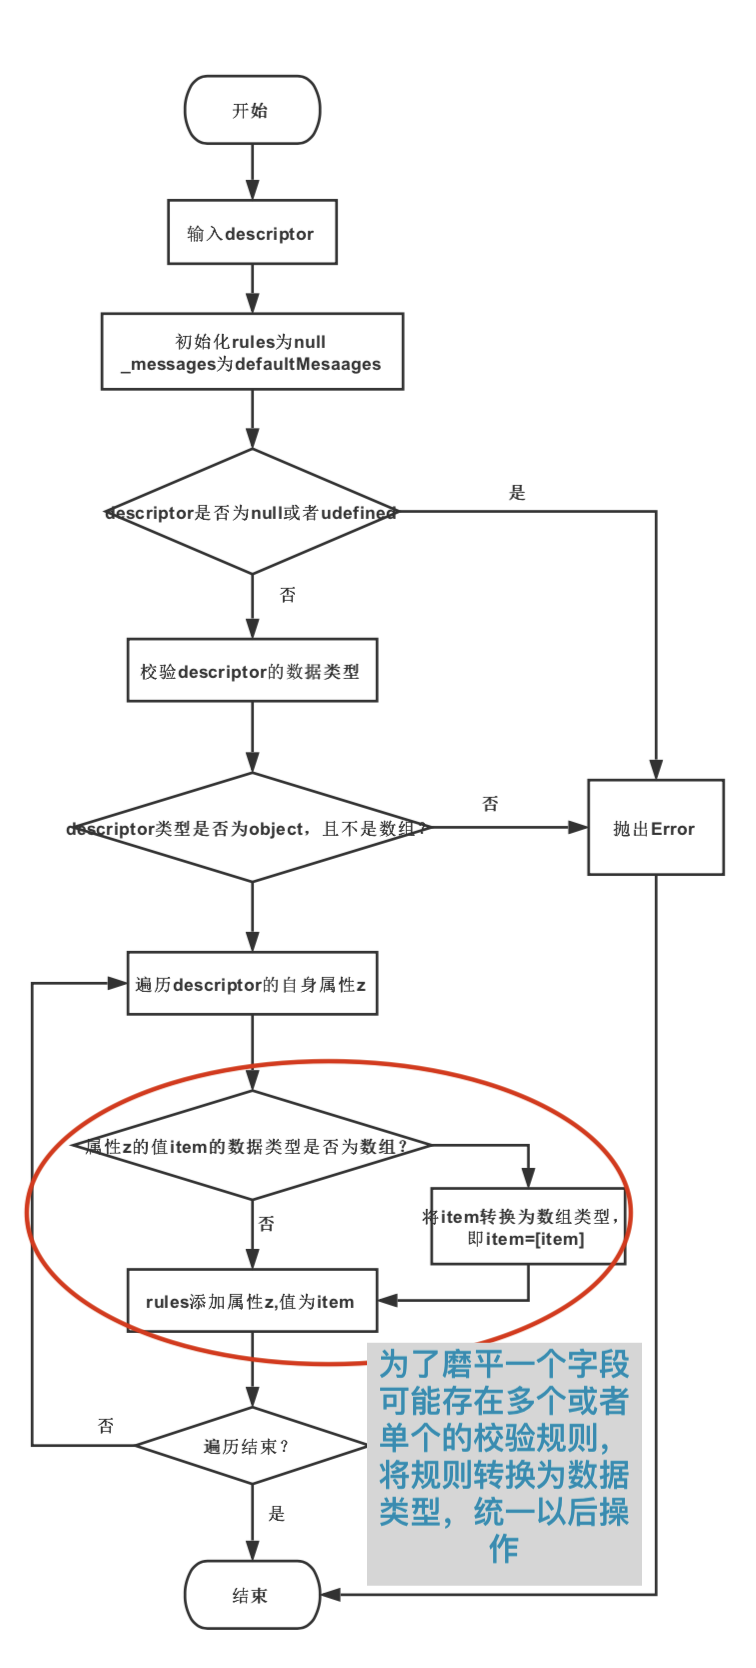 开始
输入descriptor
初始化rules为null
_messages为defaultMesaages
descriptor是否为null或者udefined
是
否
校验descriptor的数据类型
descriptor类型是否为object，且不是数组?
否
抛出Error
遍历descriptor的自身属性z
属性z的值item的数据类型是否为数组?
将item转换为数组类型，
即item=[item]
否
rules添加属性z,值为item
为了磨平一个字段
可能存在多个或者
单个的校验规则，
将规则转换为数据
类型，统一以后操
作
否
遍历结束?
是
结束